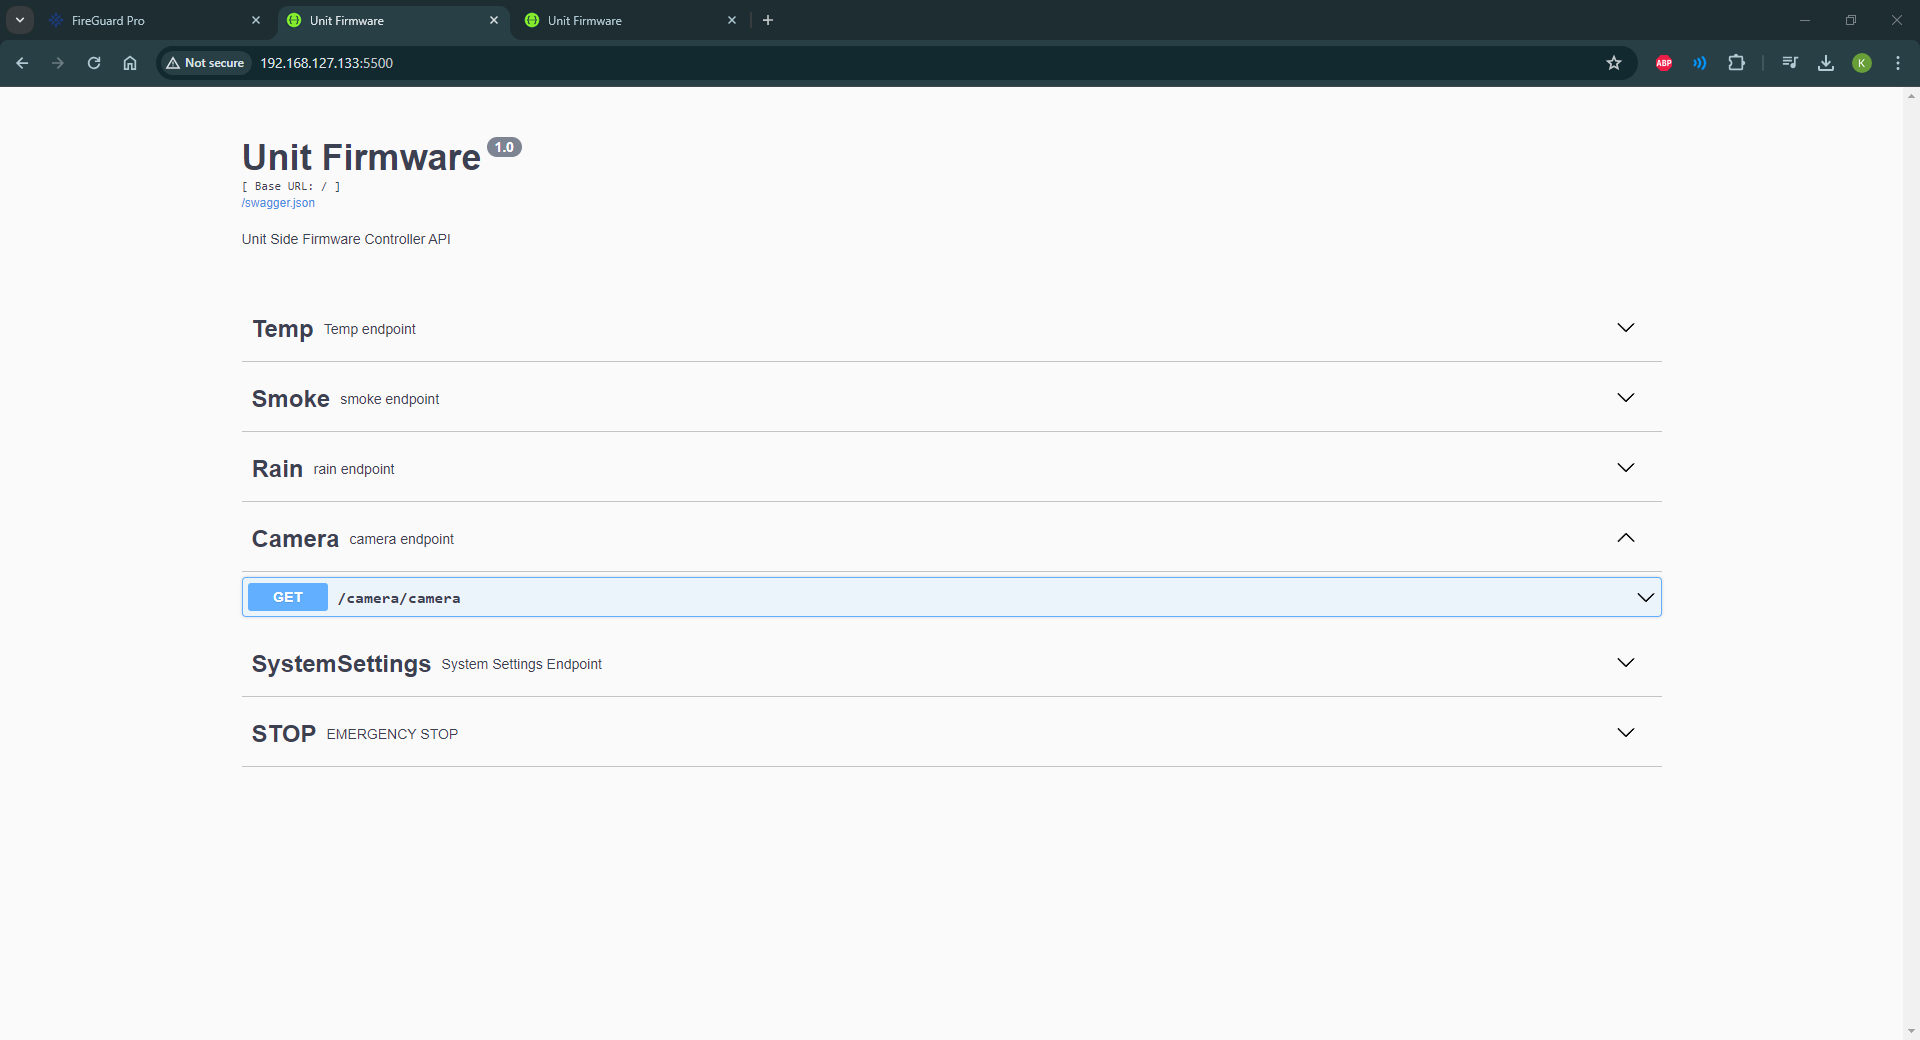 FireGuard Pro
Unit Firmware
Unit Firmware
Not secure
192.168.127.133:5500
ABP
K
Unit Firmware 1.0
[ Base URL: / ]
/swagger.json
Unit Side Firmware Controller API
Temp Temp endpoint
Smoke smoke endpoint
Rain rain endpoint
Camera camera endpoint
GET /camera/camera
SystemSettings System Settings Endpoint
STOP EMERGENCY STOP